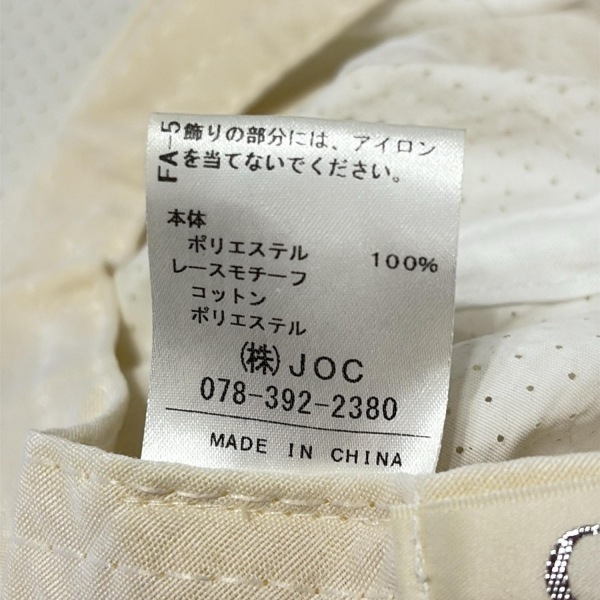 FA-5
飾りの部分には、アイロン
を当てないでください。
本体
ポリエステル 100%
レースモチーフ
コットン
ポリエステル
(株)JOC
078-392-2380
MADE IN CHINA